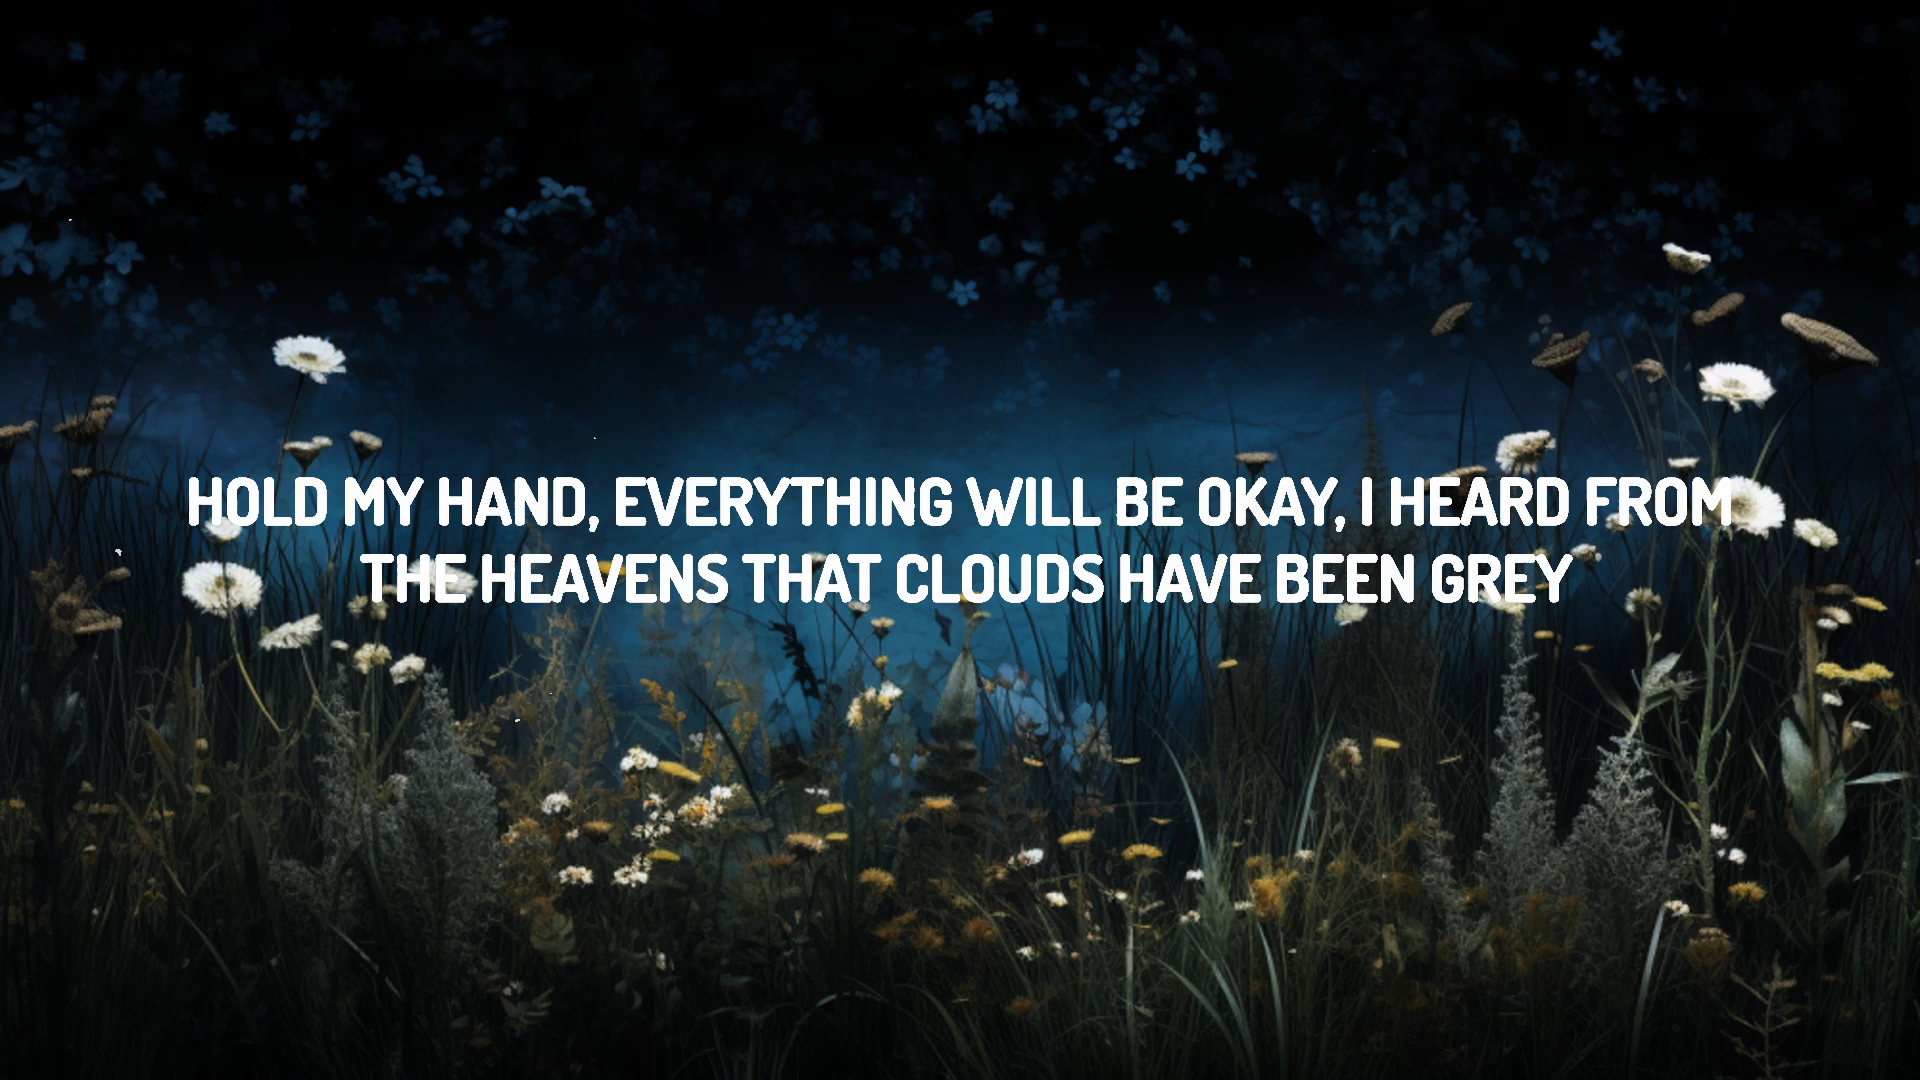 HOLD MY HAND, EVERYTHING WILL BE OKAY, I HEARD FROM
THE HEAVENS THAT CLOUDS HAVE BEEN GREY